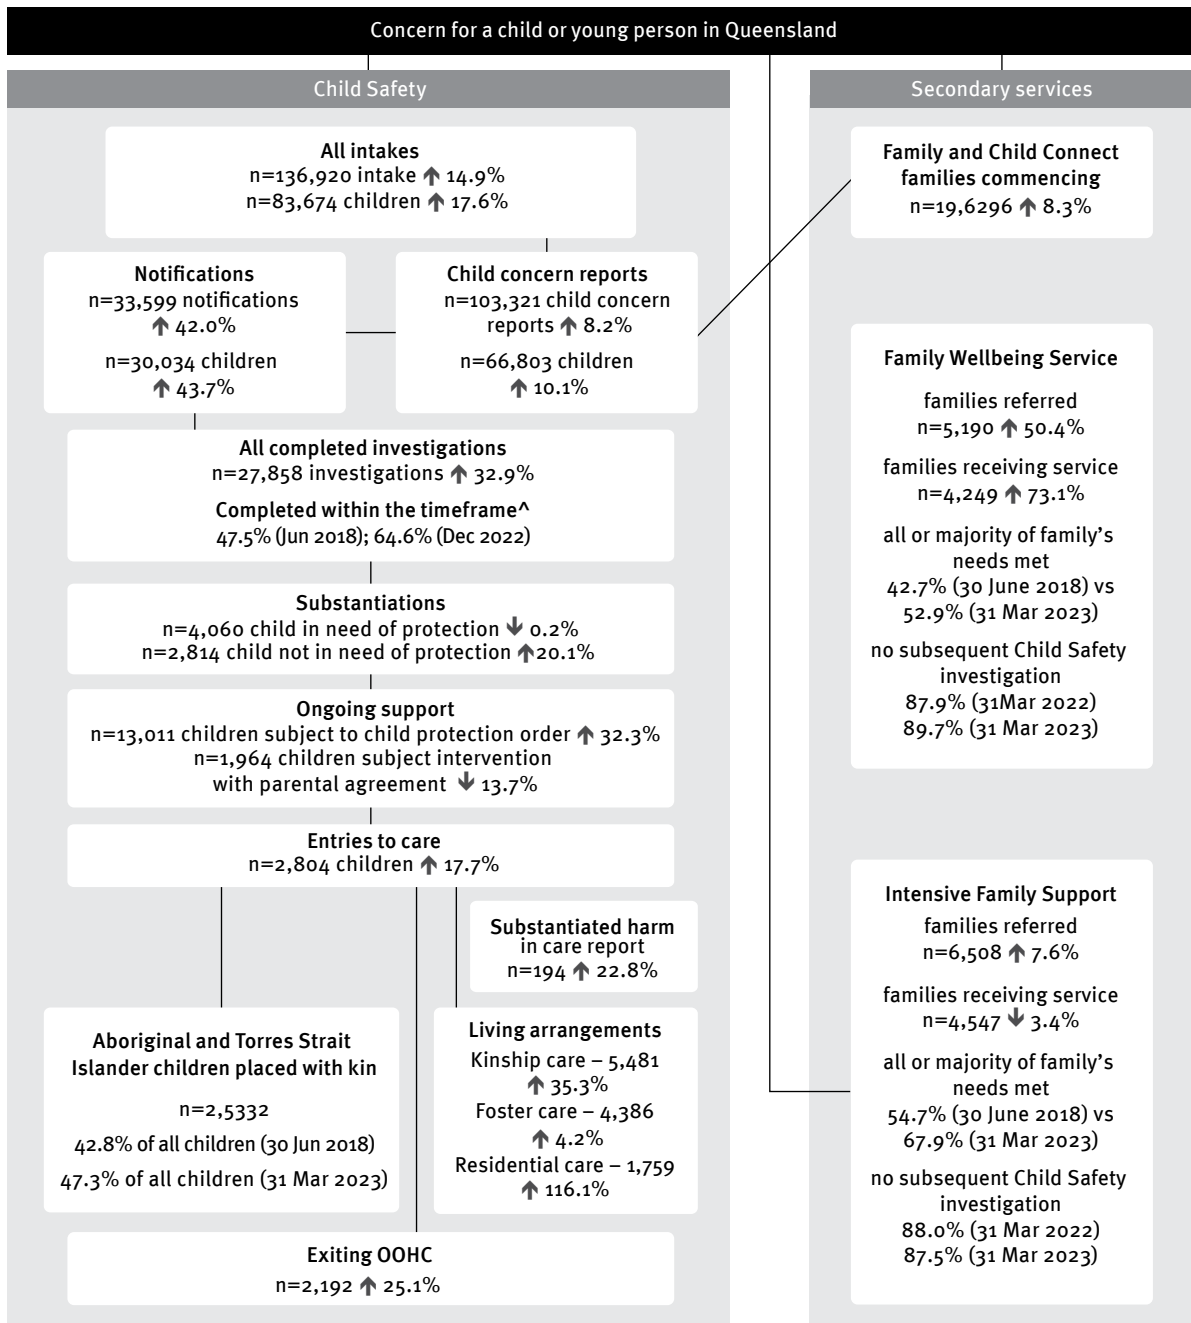 Concern for a child or young person in Queensland
Child Safety
All intakes
n=136,920 intake ↑ 14.9%
n=83,674 children ↑ 17.6%
Notifications
n=33,599 notifications
↑ 42.0%
n=30,034 children
↑ 43.7%
Child concern reports
n=103,321 child concern
reports ↑ 8.2%
n=66,803 children
↑ 10.1%
All completed investigations
n=27,858 investigations ↑ 32.9%
Completed within the timeframe^
47.5% (Jun 2018); 64.6% (Dec 2022)
Substantiations
n=4,060 child in need of protection ↓ 0.2%
n=2,814 child not in need of protection ↑20.1%
Ongoing support
n=13,011 children subject to child protection order ↑ 32.3%
n=1,964 children subject intervention
with parental agreement ↓ 13.7%
Entries to care
n=2,804 children ↑ 17.7%
Substantiated harm
in care report
n=194 ↑ 22.8%
Aboriginal and Torres Strait
Islander children placed with kin
n=2,5332
42.8% of all children (30 Jun 2018)
47.3% of all children (31 Mar 2023)
Living arrangements
Kinship care – 5,481
↑ 35.3%
Foster care – 4,386
↑ 4.2%
Residential care – 1,759
↑ 116.1%
Exiting OOHC
n=2,192 ↑ 25.1%
Secondary services
Family and Child Connect
families commencing
n=19,6296 ↑ 8.3%
Family Wellbeing Service
families referred
n=5,190 ↑ 50.4%
families receiving service
n=4,249 ↑ 73.1%
all or majority of family's
needs met
42.7% (30 June 2018) vs
52.9% (31 Mar 2023)
no subsequent Child Safety
investigation
87.9% (31Mar 2022)
89.7% (31 Mar 2023)
Intensive Family Support
families referred
n=6,508 ↑ 7.6%
families receiving service
n=4,547 ↓ 3.4%
all or majority of family's
needs met
54.7% (30 June 2018) vs
67.9% (31 Mar 2023)
no subsequent Child Safety
investigation
88.0% (31 Mar 2022)
87.5% (31 Mar 2023)